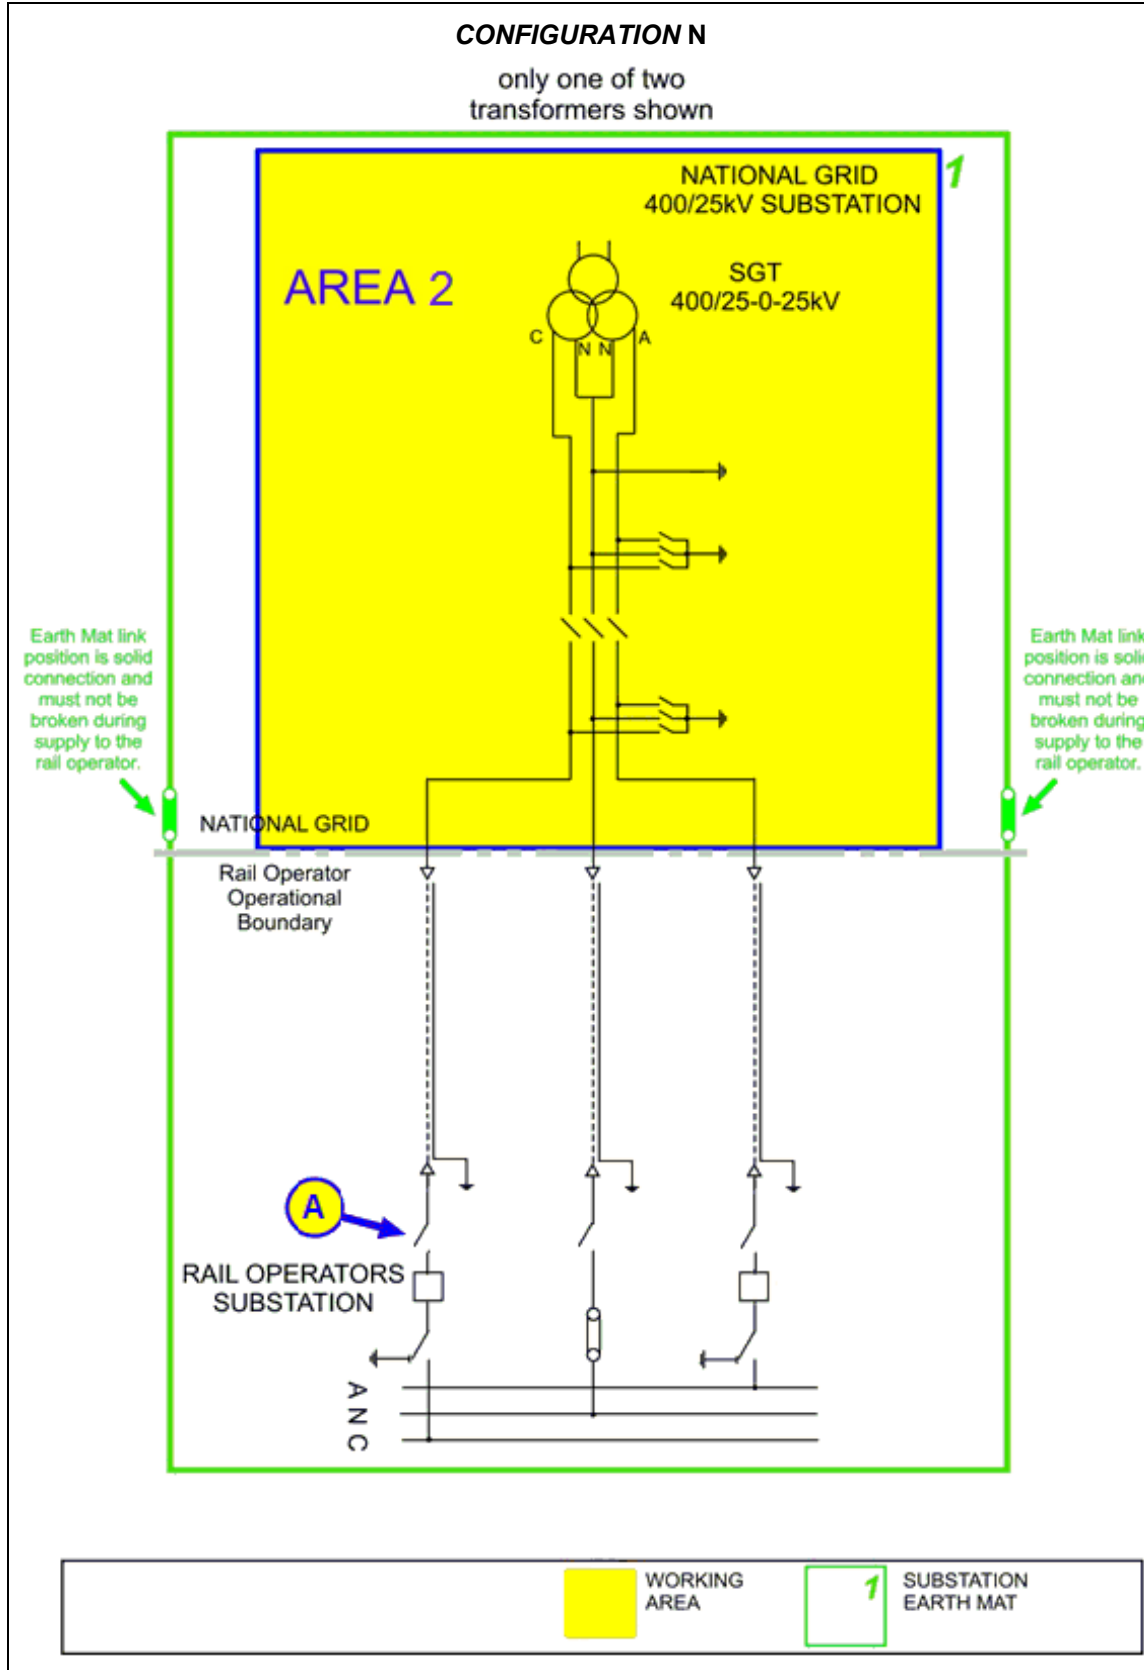 CONFIGURATION N
only one of two
transformers shown
1
NATIONAL GRID
400/25kV SUBSTATION
AREA 2
SGT
400/25-0-25kV
C
N N
A
Earth Mat link
position is solid
connection and
must not be
broken during
supply to the
rail operator.
Earth Mat link
position is solid
connection and
must not be
broken during
supply to the
rail operator.
NATIONAL GRID
Rail Operator
Operational
Boundary
A
RAIL OPERATORS
SUBSTATION
A
N
C
WORKING
AREA
1
SUBSTATION
EARTH MAT